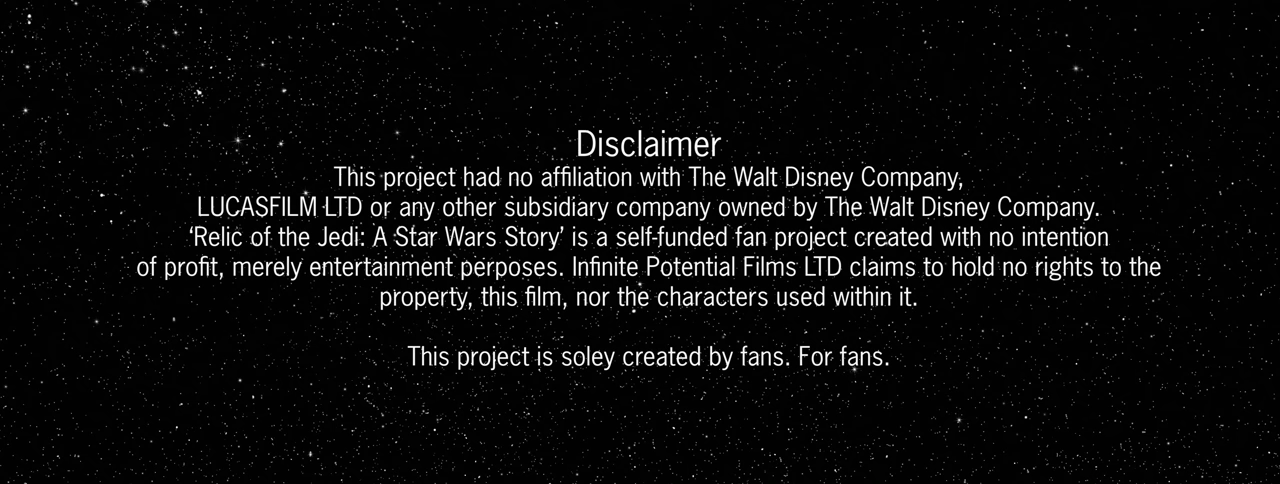 Disclaimer
This project had no affiliation with The Walt Disney Company,
LUCASFILM LTD or any other subsidiary company owned by The Walt Disney Company.
‘Relic of the Jedi: A Star Wars Story’ is a self-funded fan project created with no intention
of profit, merely entertainment perposes. Infinite Potential Films LTD claims to hold no rights to the
property, this film, nor the characters used within it.
This project is soley created by fans. For fans.